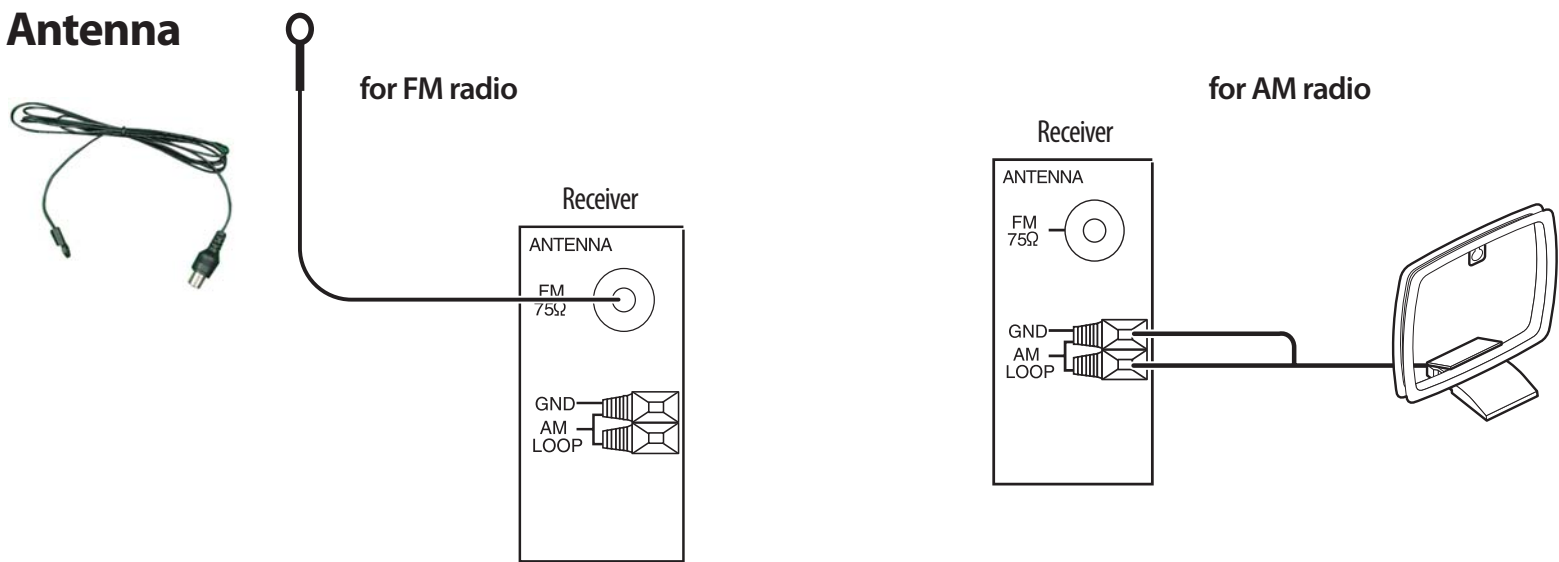 Antenna
for FM radio
Receiver
ANTENNA
FM
75Ω
GND
AM
LOOP
for AM radio
Receiver
ANTENNA
FM
75Ω
GND
AM
LOOP